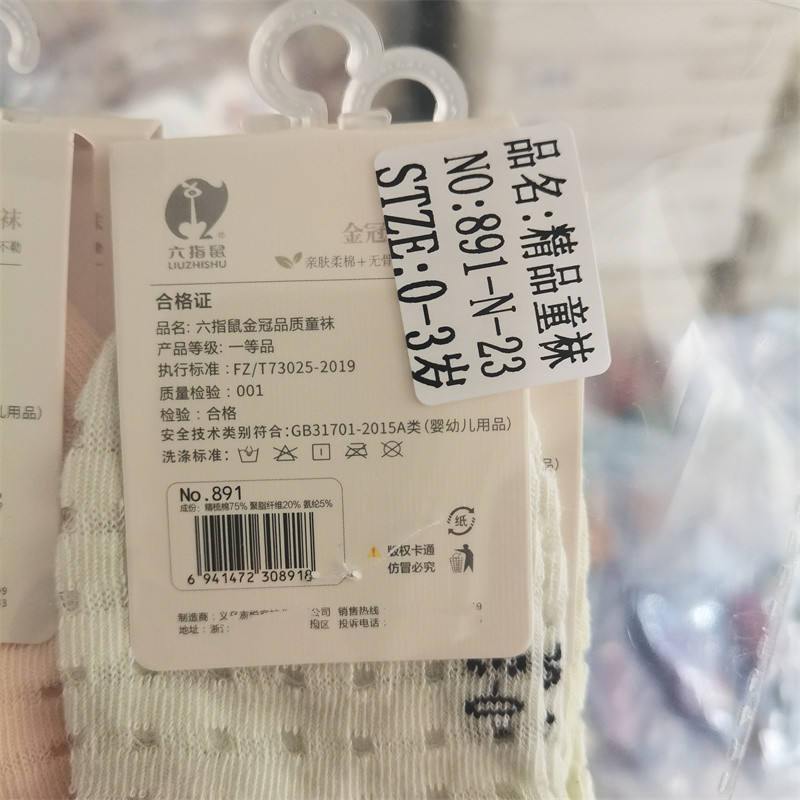 六指鼠
LIUZHISHU
金冠
亲肤柔棉+无骨
合格证
品名: 六指鼠金冠品质童袜
产品等级: 一等品
执行标准: FZ/T73025-2019
质量检验: 001
检验: 合格
安全技术类别符合:GB31701-2015A类(婴幼儿用品)
洗涤标准:
No.891
成份: 精梳棉75% 聚脂纤维20% 氨纶5%
6 941472 308918
纸
版权卡通
仿冒必究
制造商: 公司 销售热线
地址: 浙江 投诉电话:
品名:精品童袜
NO:891-N-23
STZE:0-3岁
袜
儿用品)
品)